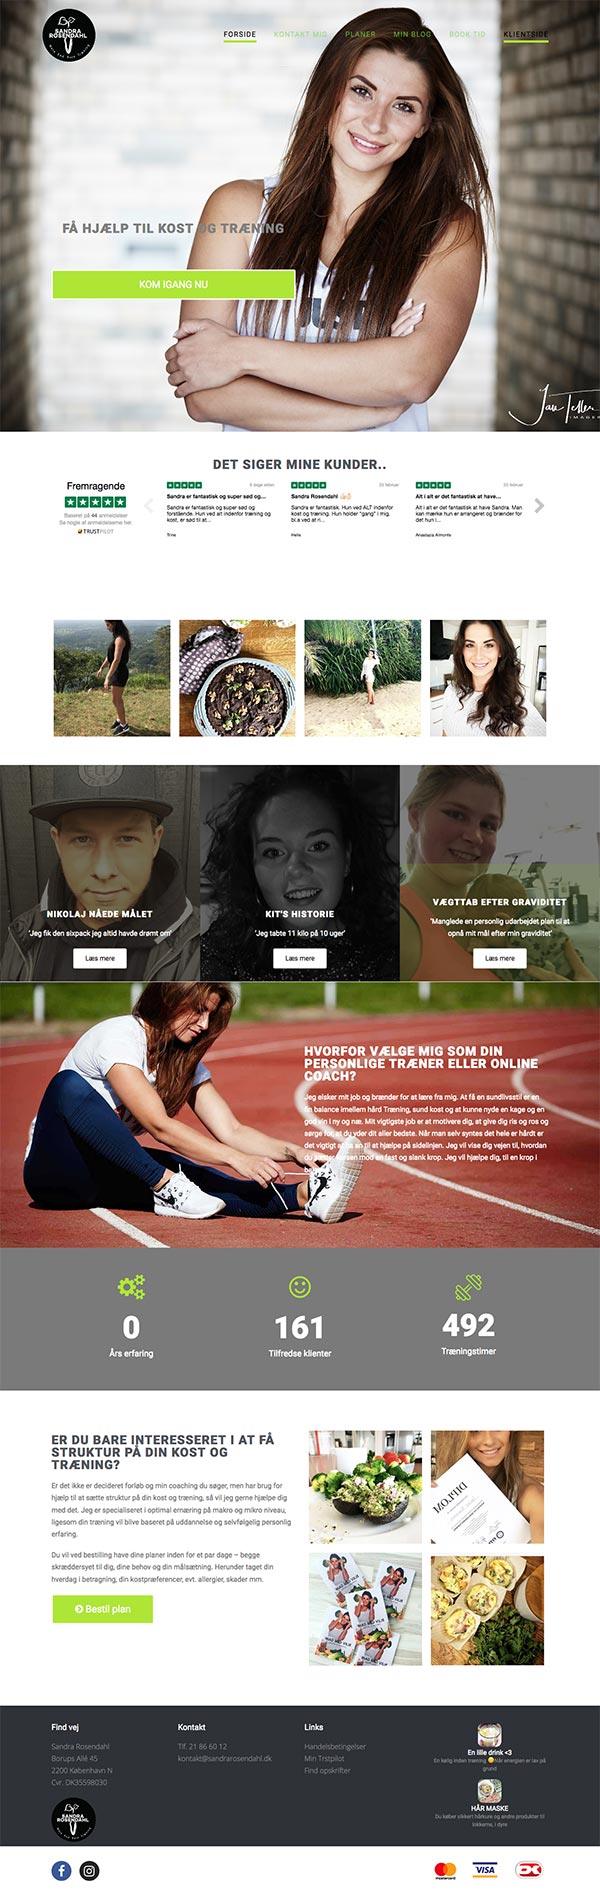 SANDRA
ROSENDAHL
FORSIDE KONTAKT MIG PLANER MIN BLOG BOOK TID KLIENTSIDE
FÅ HJÆLP TIL KOST OG TRÆNING
KOM IGANG NU
Jan Teller
IMAGES
DET SIGER MINE KUNDER..
Fremragende
Baseret på 44 anmeldelser
Se nogle af anmeldelserne her.
TRUSTPILOT
6 dage siden
Sandra er fantastisk og super sød og...
Sandra er fantastisk og super sød og
forstående. Hun ved alt indenfor træning og
kost, er sød til at...
Trine
22 februar
Sandra Rosendahl
Sandra er fantastisk. Hun ved ALT indenfor
kost og træning. Hun holder "gang" i mig,
bl.a ved at ri...
Helle
22 februar
Alt i alt er det fantastisk at have...
Alt i alt er det fantastisk at have Sandra. Man
kan mærke hun er arrangeret og brænder for
det hun l...
Anastazia Almonte
NIKOLAJ NÅEDE MÅLET
'Jeg fik den sixpack jeg altid havde drømt om'
Læs mere
KIT'S HISTORIE
'Jeg tabte 11 kilo på 10 uger'
Læs mere
VÆGTTAB EFTER GRAVIDITET
'Manglede en personlig udarbejdet plan til at
opnå mit mål efter min graviditet'
Læs mere
HVORFOR VÆLGE MIG SOM DIN
PERSONLIGE TRÆNER ELLER ONLINE
COACH?
Jeg elsker mit job og brænder for at lære fra mig. At få en sundlivsstil er en
fin balance imellem hård Træning, sund kost og at kunne nyde en kage og en
god vin i ny og næ. Mit vigtigste job er at motivere dig, at give dig ris og ros og
sørge for at du yder dit aller bedste. Når man selv syntes det hele er hårdt er
det vigtigt at ha en til at hjælpe på sidelinjen. Jeg vil vise dig vejen til, hvordan
du former kroppen med en fast og slank krop. Jeg vil hjælpe dig, til en krop i
0
Års erfaring
161
Tilfredse klienter
492
Træningstimer
ER DU BARE INTERESSERET I AT FÅ
STRUKTUR PÅ DIN KOST OG
TRÆNING?
Er det ikke er decideret forløb og min coaching du søger, men har brug for
hjælp til at sætte struktur på din kost og træning, så vil jeg gerne hjælpe dig
med det. Jeg er specialiseret i optimal ernæring på makro og mikro niveau,
ligesom din træning vil blive baseret på uddannelse og selvfølgelig personlig
erfaring.
Du vil ved bestilling have dine planer inden for et par dage – begge
skræddersyet til dig, dine behov og din målsætning. Herunder taget din
hverdag i betragtning, din kostpræferencer, evt. allergier, skader mm.
Bestil plan
DIPLOM
Find vej
Sandra Rosendahl
Borups Allé 45
2200 København N
Cvr. DK35598030
SANDRA
ROSENDAHL
Kontakt
Tlf. 21 86 60 12
kontakt@sandrarosendahl.dk
Links
Handelsbetingelser
Min Trstpilot
Find opskrifter
En lille drink <3
En kølig inden træning Når energien er lav på
grund
HÅR MASKE
Du køber sikkert hårkure og andre produkter til
lokkerne, i dyre
mastercard
VISA